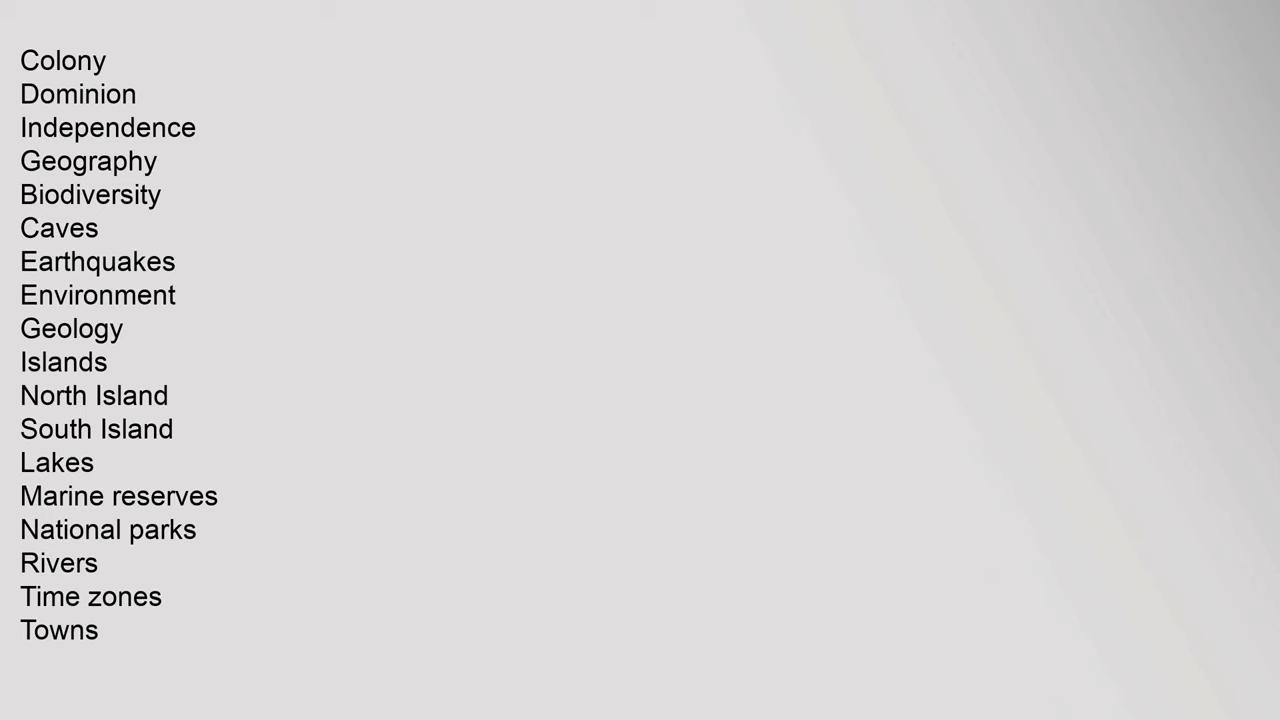 Colony
Dominion
Independence
Geography
Biodiversity
Caves
Earthquakes
Environment
Geology
Islands
North Island
South Island
Lakes
Marine reserves
National parks
Rivers
Time zones
Towns